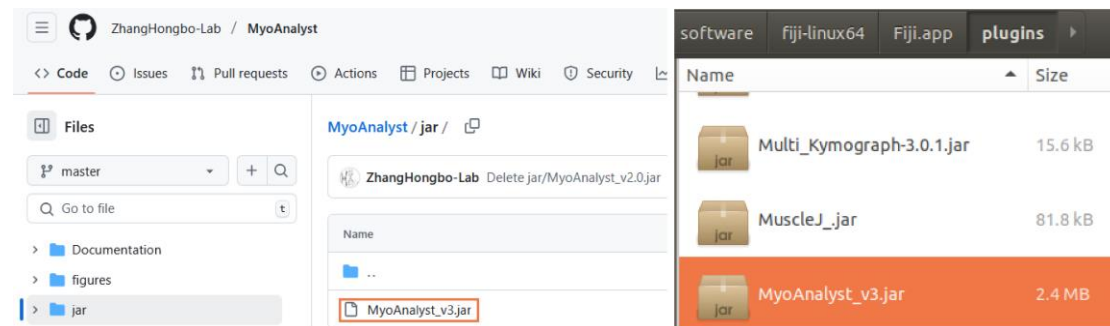 ZhangHongbo-Lab / MyoAnalyst
<> Code Issues Pull requests Actions Projects Wiki Security
Files
master
Go to file t
Documentation
figures
jar
MyoAnalyst / jar /
ZhangHongbo-Lab Delete jar/MyoAnalyst_v2.0.jar
Name
..
MyoAnalyst_v3.jar
software fiji-linux64 Fiji.app plugins
Name Size
jar Multi_Kymograph-3.0.1.jar 15.6 kB
jar MuscleJ_.jar 81.8 kB
jar MyoAnalyst_v3.jar 2.4 MB